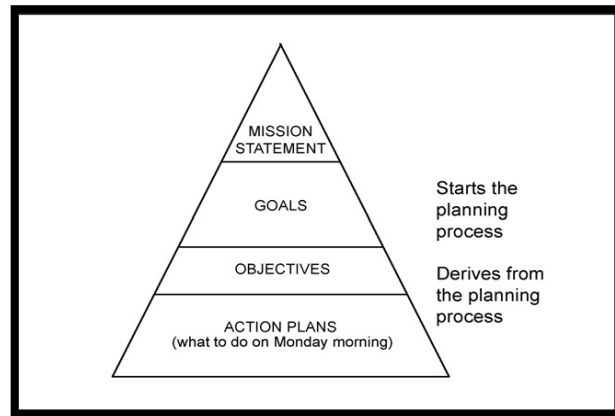 MISSION
STATEMENT
GOALS
Starts the
planning
process
OBJECTIVES
Derives from
the planning
process
ACTION PLANS
(what to do on Monday morning)